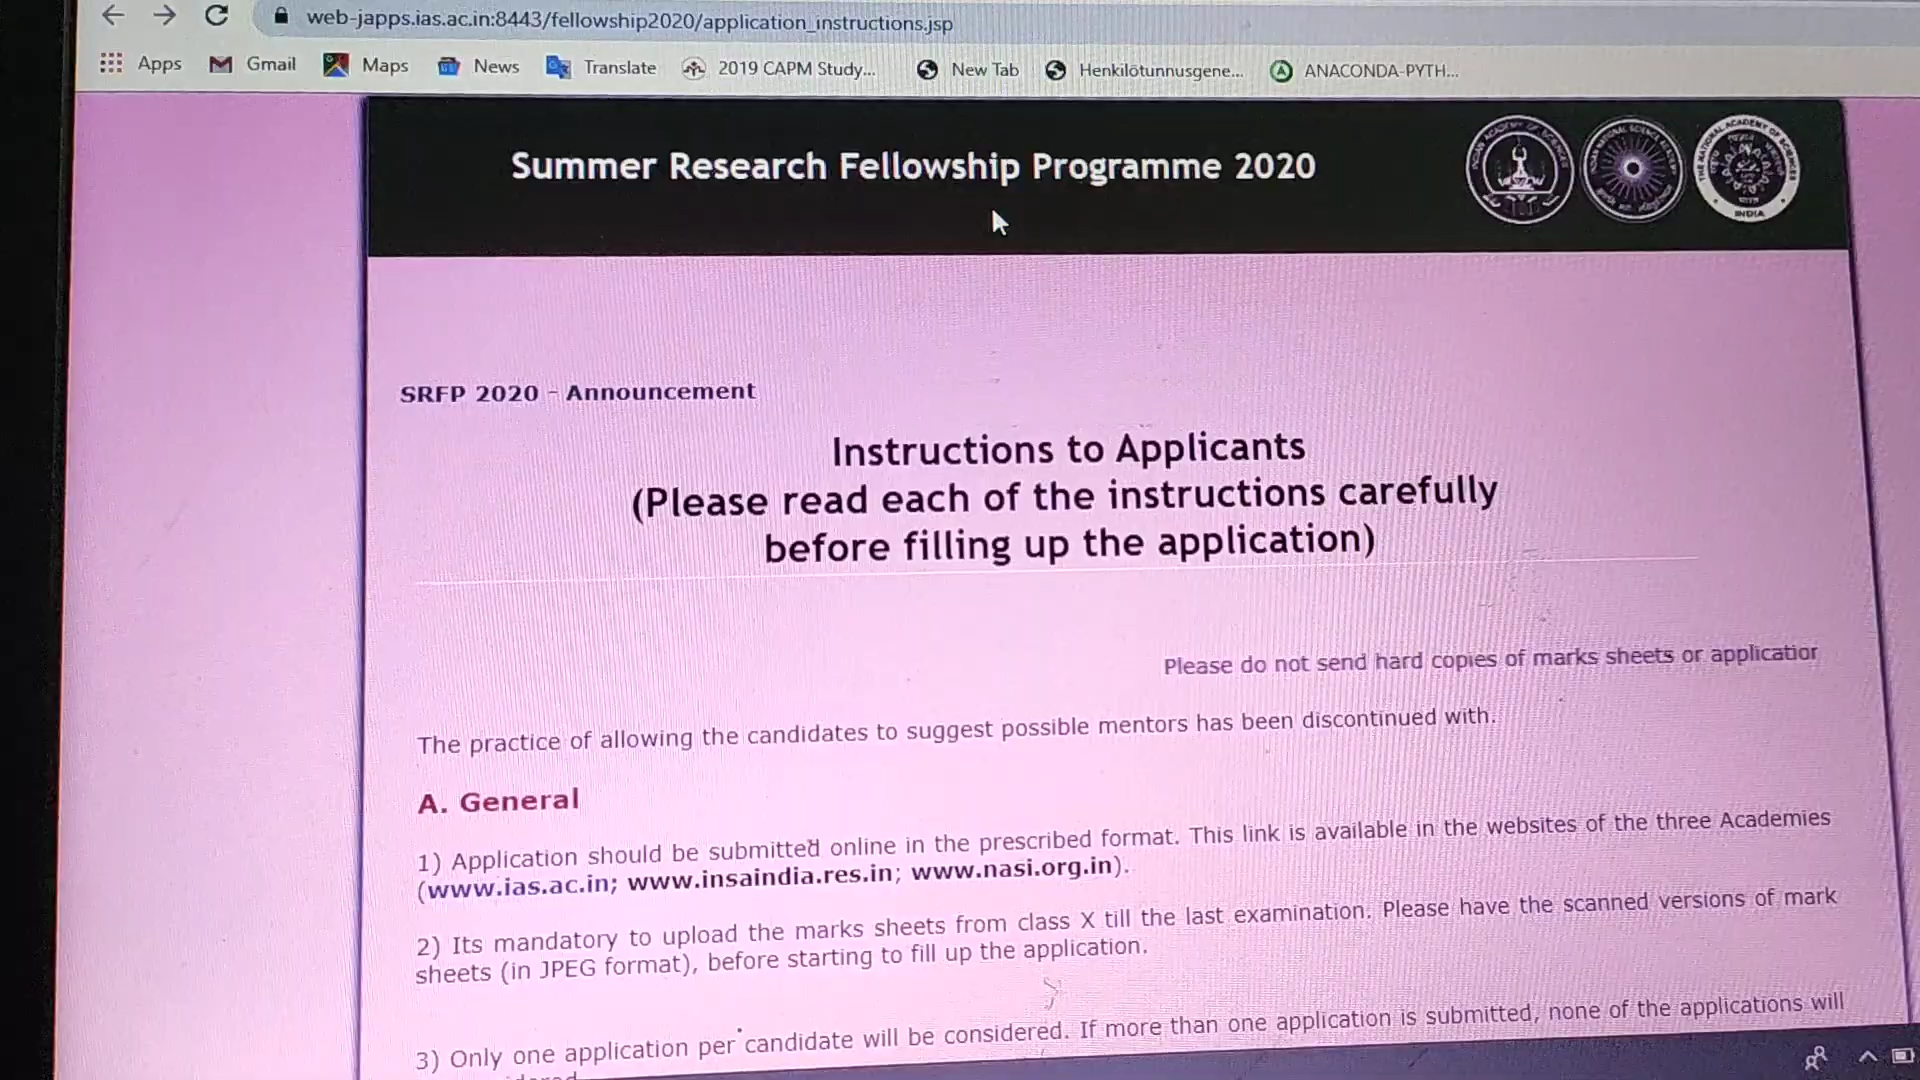 web-japps.ias.ac.in:8443/fellowship2020/application_instructions.jsp
Apps Gmail Maps News Translate 2019 CAPM Study... New Tab Henkilötunnusgene... ANACONDA-PYTH...
Summer Research Fellowship Programme 2020
INDIA
SRFP 2020 - Announcement
Instructions to Applicants
(Please read each of the instructions carefully
before filling up the application)
Please do not send hard copies of marks sheets or
The practice of allowing the candidates to suggest possible mentors has been discontinued with.
A. General
1) Application should be submitted online in the prescribed format. This link is available in the websites of the three Academies
(www.ias.ac.in; www.insaindia.res.in; www.nasi.org.in).
2) Its mandatory to upload the marks sheets from class X till the last examination. Please have the scanned versions of mark
sheets (in JPEG format), before starting to fill up the application.
3) Only one application per candidate will be considered. If more than one application is submitted, none of the applications will